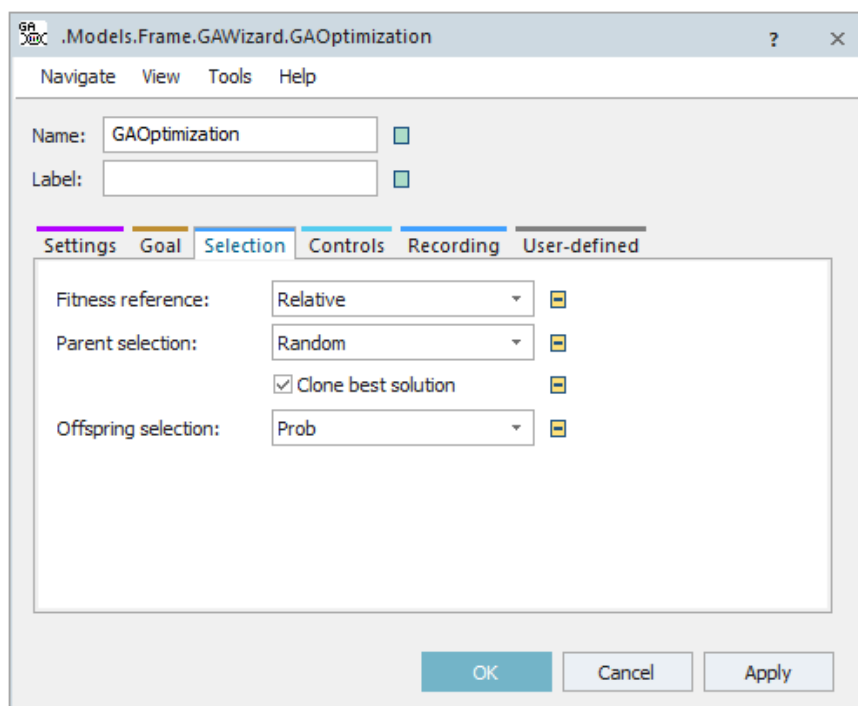 GA .Models.Frame.GAWizard.GAOptimization ? ×
Navigate View Tools Help
Name: GAOptimization
Label:
Settings Goal Selection Controls Recording User-defined
Fitness reference: Relative
Parent selection: Random
Clone best solution
Offspring selection: Prob
OK Cancel Apply